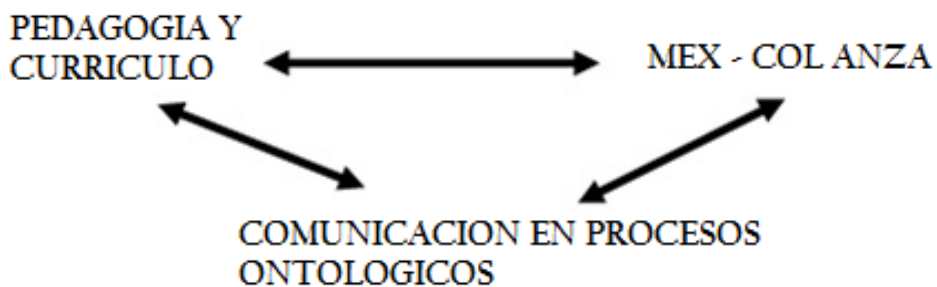 PEDAGOGIA Y
CURRICULO
MEX - COL ANZA
COMUNICACION EN PROCESOS
ONTOLOGICOS